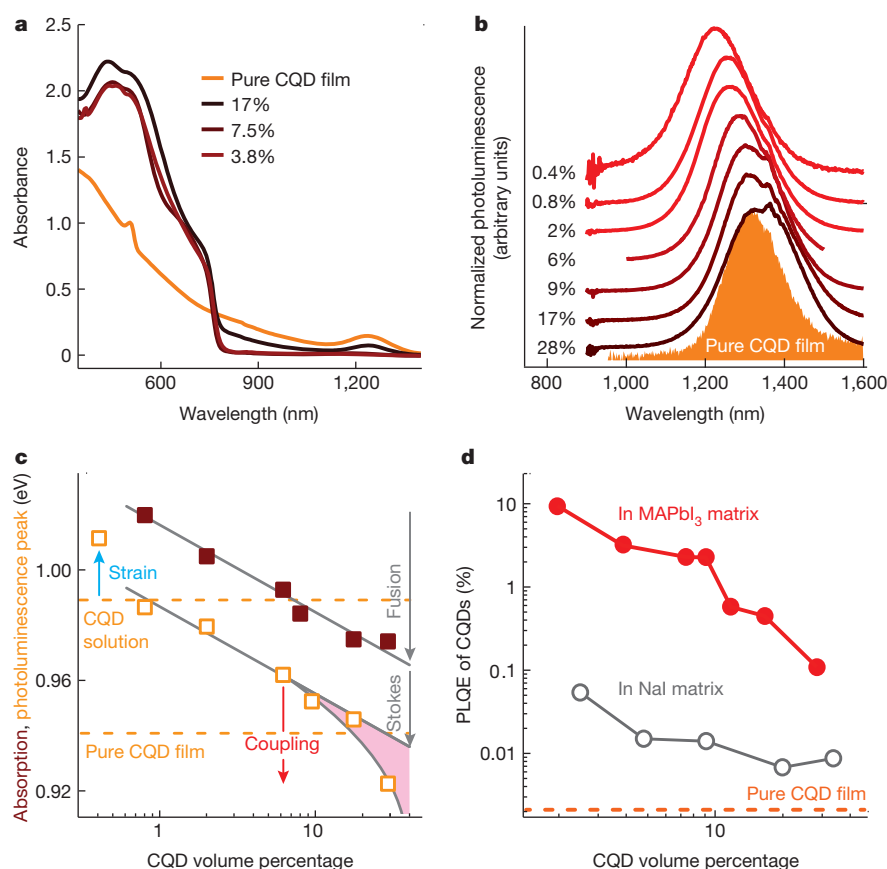 a
2.5
2.0
1.5
1.0
0.5
0
Absorbance
600
900
1,200
Wavelength (nm)
Pure CQD film
17%
7.5%
3.8%
b
Normalized photoluminescence
(arbitrary units)
0.4%
0.8%
2%
6%
9%
17%
28%
Pure CQD film
800
1,000
1,200
1,400
1,600
Wavelength (nm)
c
Absorption, photoluminescence peak (eV)
1.00
0.96
0.92
Strain
CQD
solution
Pure CQD film
Coupling
Fusion
Stokes
1
10
CQD volume percentage
d
PLQE of CQDs (%)
10
1
0.1
0.01
In MAPbI₃ matrix
In NaI matrix
Pure CQD film
10
CQD volume percentage